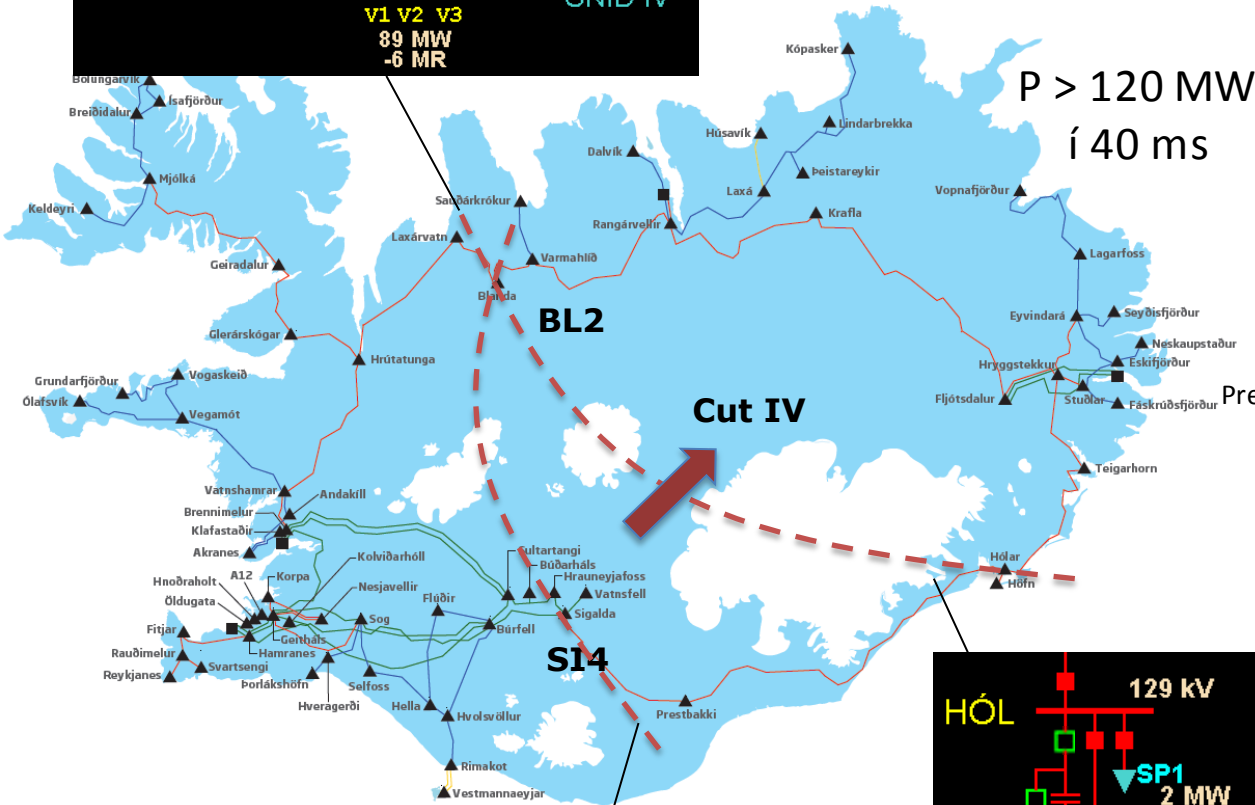 SNIÐ IV
V1 V2 V3
89 MW
-6 MR
P > 120 MW
í 40 ms
Bolungarvík
Ísafjörður
Breiðidalur
Mjólká
Keldeyri
Geiradalur
Glerárskógar
Hrútatunga
Laxárvatn
Sauðárkrókur
Varmahlíð
Blanda
BL2
Dalvík
Rangárvellir
Húsavík
Laxá
Kópasker
Lindarbrekka
Þeistareykir
Krafla
Vopnafjörður
Lagarfoss
Eyvindará
Seyðisfjörður
Neskaupstaður
Eskifjörður
Hryggstekkur
Fljótsdalur
Stuðlar
Fáskrúðsfjörður
Pre
Teigarhorn
Cut IV
Grundarfjörður
Vogaskeið
Ólafsvík
Vegamót
Vatnshamrar
Andakíll
Brennimelur
Klafastaðir
Akranes
Kolviðarhóll
Korpa
A12
Hnoðraholt
Nesjavellir
Öldugata
Fitjar
Geitháls
Hamranes
Rauðimelur
Svartsengi
Reykjanes
Þorlákshöfn
Hveragerði
Selfoss
Sog
Flúðir
Búrfell
Sultartangi
Búðarháls
Hrauneyjafoss
Vatnsfell
Sigalda
SI4
Hella
Hvolsvöllur
Rimakot
Vestmannaeyjar
Prestbakki
Hólar
Höfn
HÓL
129 kV
SP1
2 MW